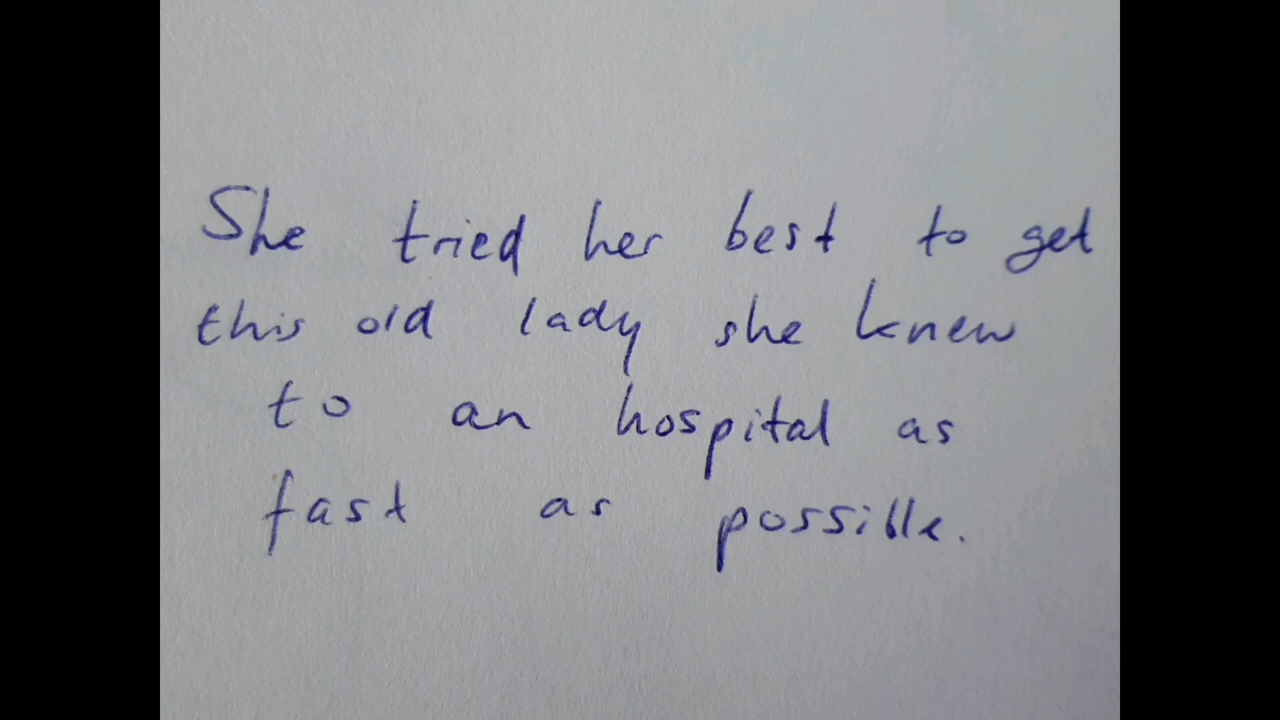 She tried her best to get
this old lady she knew
to an hospital as
fast as possible.